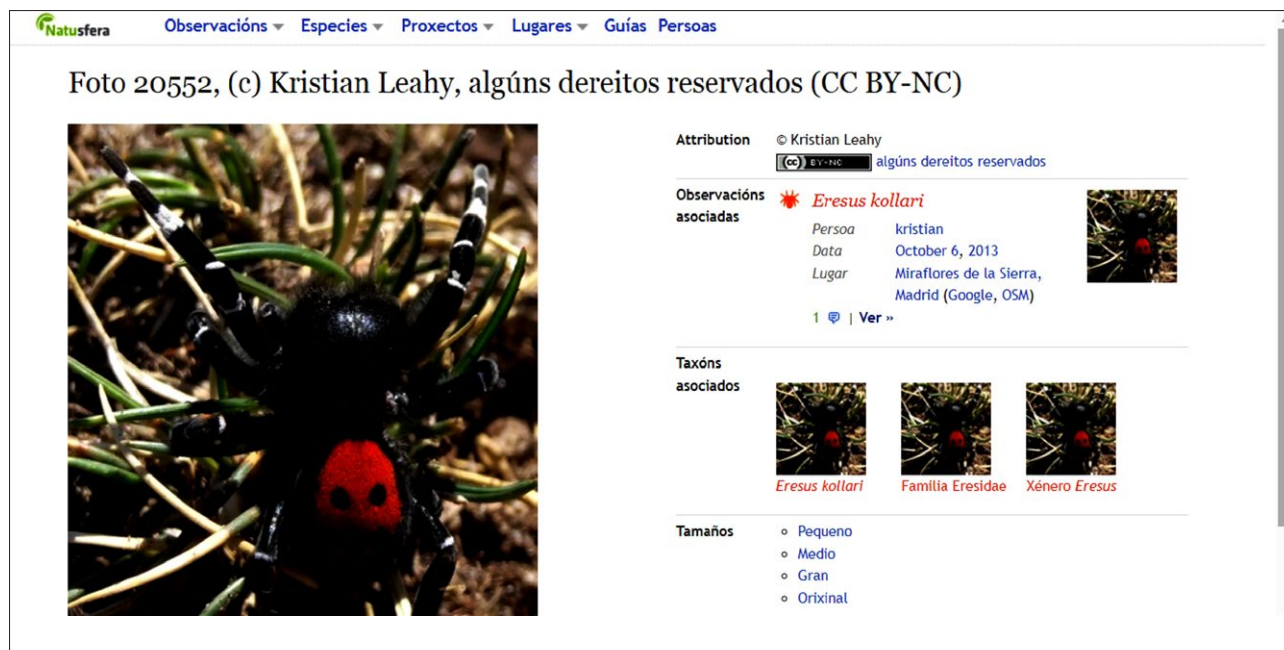 Natusfera
Observacións Especies Proxectos Lugares Guías Persoas
Foto 20552, (c) Kristian Leahy, algúns dereitos reservados (CC BY-NC)
Attribution
© Kristian Leahy
(cc) BY-NC algúns dereitos reservados
Observacións
asociadas
Eresus kollari
Persoa kristian
Data October 6, 2013
Lugar Miraflores de la Sierra,
Madrid (Google, OSM)
1 | Ver »
Taxóns
asociados
Eresus kollari
Familia Eresidae
Xénero Eresus
Tamaños
Pequeno
Medio
Gran
Orixinal